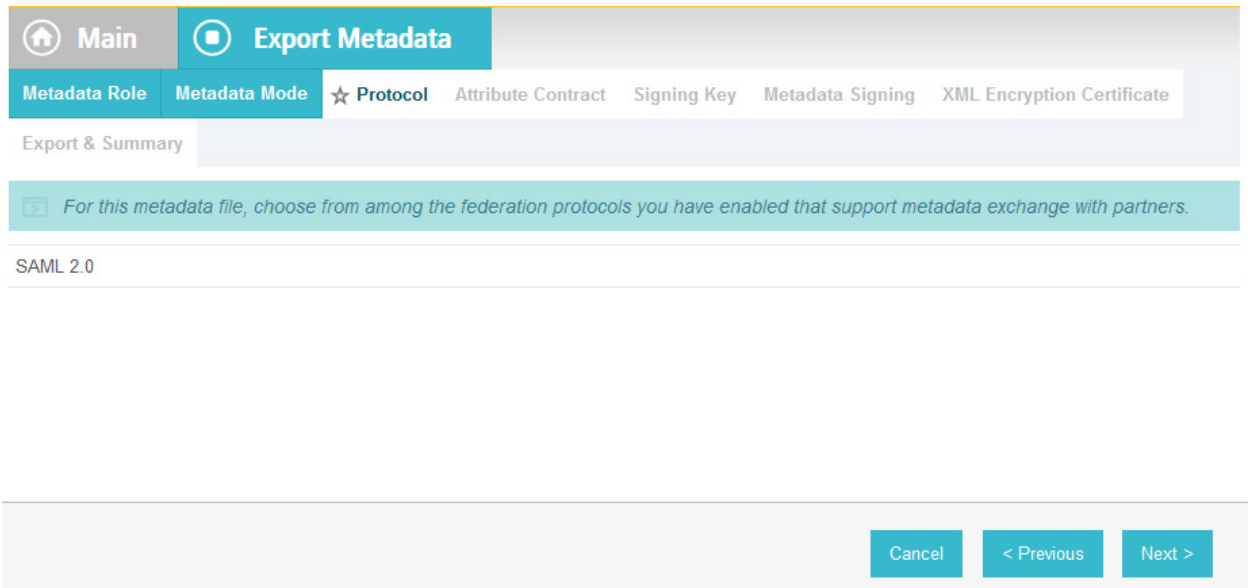 Main Export Metadata
Metadata Role Metadata Mode Protocol Attribute Contract Signing Key Metadata Signing XML Encryption Certificate
Export & Summary
For this metadata file, choose from among the federation protocols you have enabled that support metadata exchange with partners.
SAML 2.0
Cancel < Previous Next >